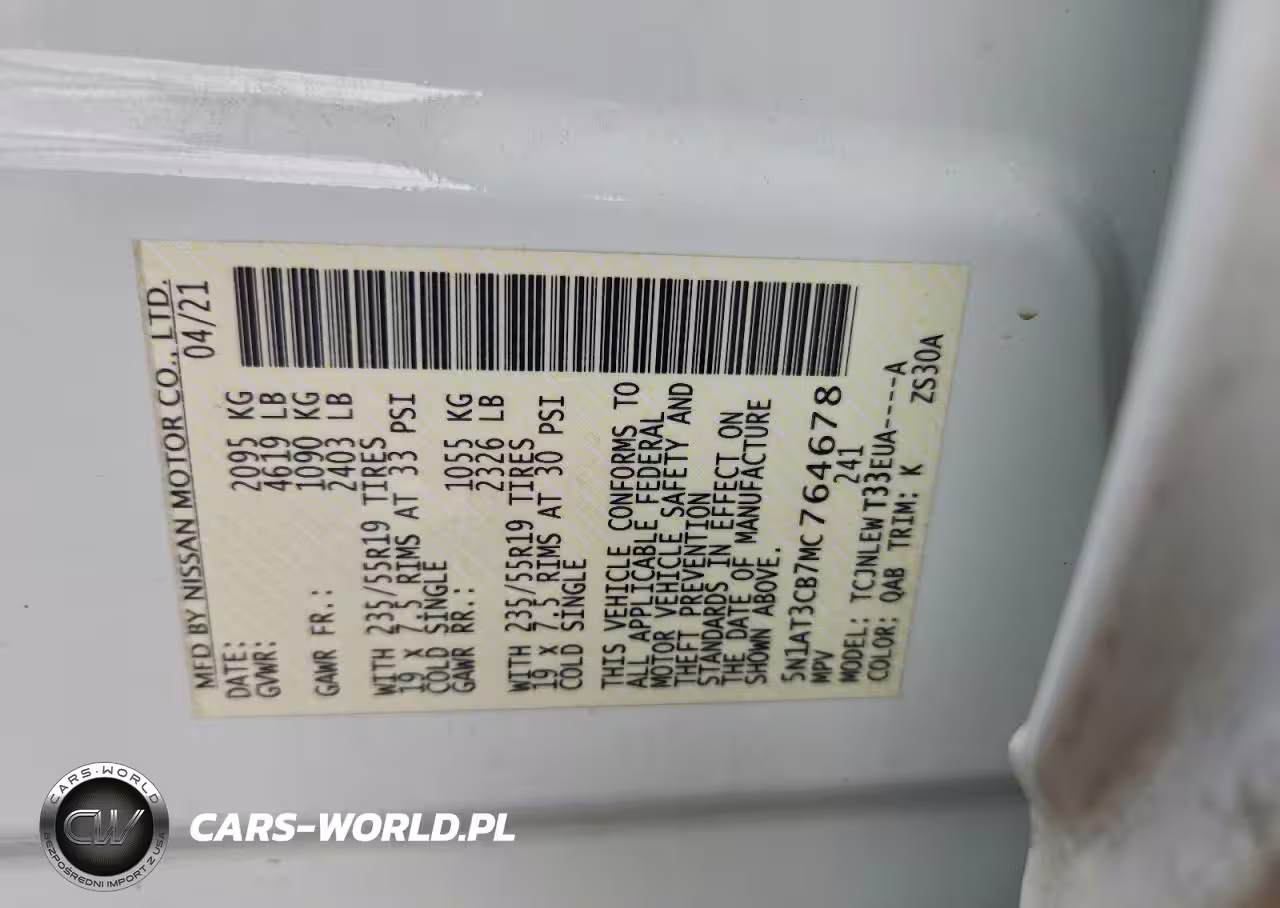 MFD BY NISSAN MOTOR CO., LTD.
DATE: 04/21
GVWR: 2095 KG
4619 LB
GAWR FR.: 1090 KG
2403 LB
WITH 235/55R19 TIRES
19 X 7.5 RIMS AT 33 PSI
COLD SINGLE
GAWR RR.: 1055 KG
2326 LB
WITH 235/55R19 TIRES
19 X 7.5 RIMS AT 30 PSI
COLD SINGLE
THIS VEHICLE CONFORMS TO
ALL APPLICABLE FEDERAL
MOTOR VEHICLE SAFETY AND
THEFT PREVENTION
STANDARDS IN EFFECT ON
THE DATE OF MANUFACTURE
SHOWN ABOVE.
5N1AT3CB7MC764678
MPV 241
MODEL: TCJNLEWT33EUA----A
COLOR: QAB TRIM: K ZS30A
CARS-WORLD
CW
BEZPOŚREDNI IMPORT Z USA
CARS-WORLD.PL